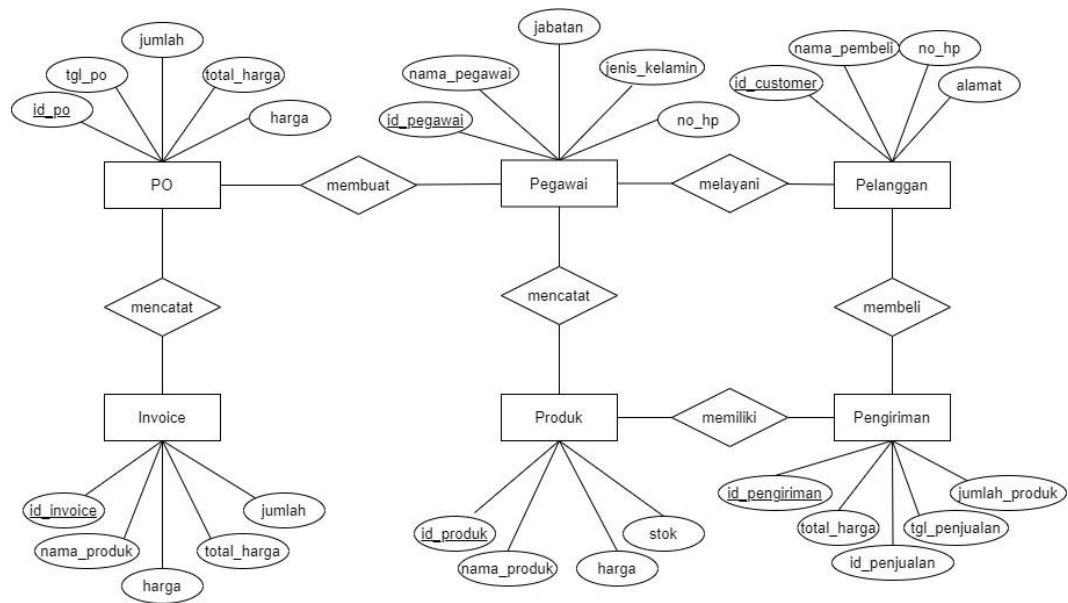 jumlah
tgl_po
total_harga
id_po
harga
PO
membuat
jabatan
nama_pegawai
jenis_kelamin
id_pegawai
no_hp
Pegawai
melayani
nama_pembeli
no_hp
id_customer
alamat
Pelanggan
mencatat
mencatat
membeli
Invoice
Produk
memiliki
Pengiriman
id_invoice
jumlah
nama_produk
total_harga
harga
id_produk
stok
nama_produk
harga
id_pengiriman
jumlah_produk
total_harga
tgl_penjualan
id_penjualan